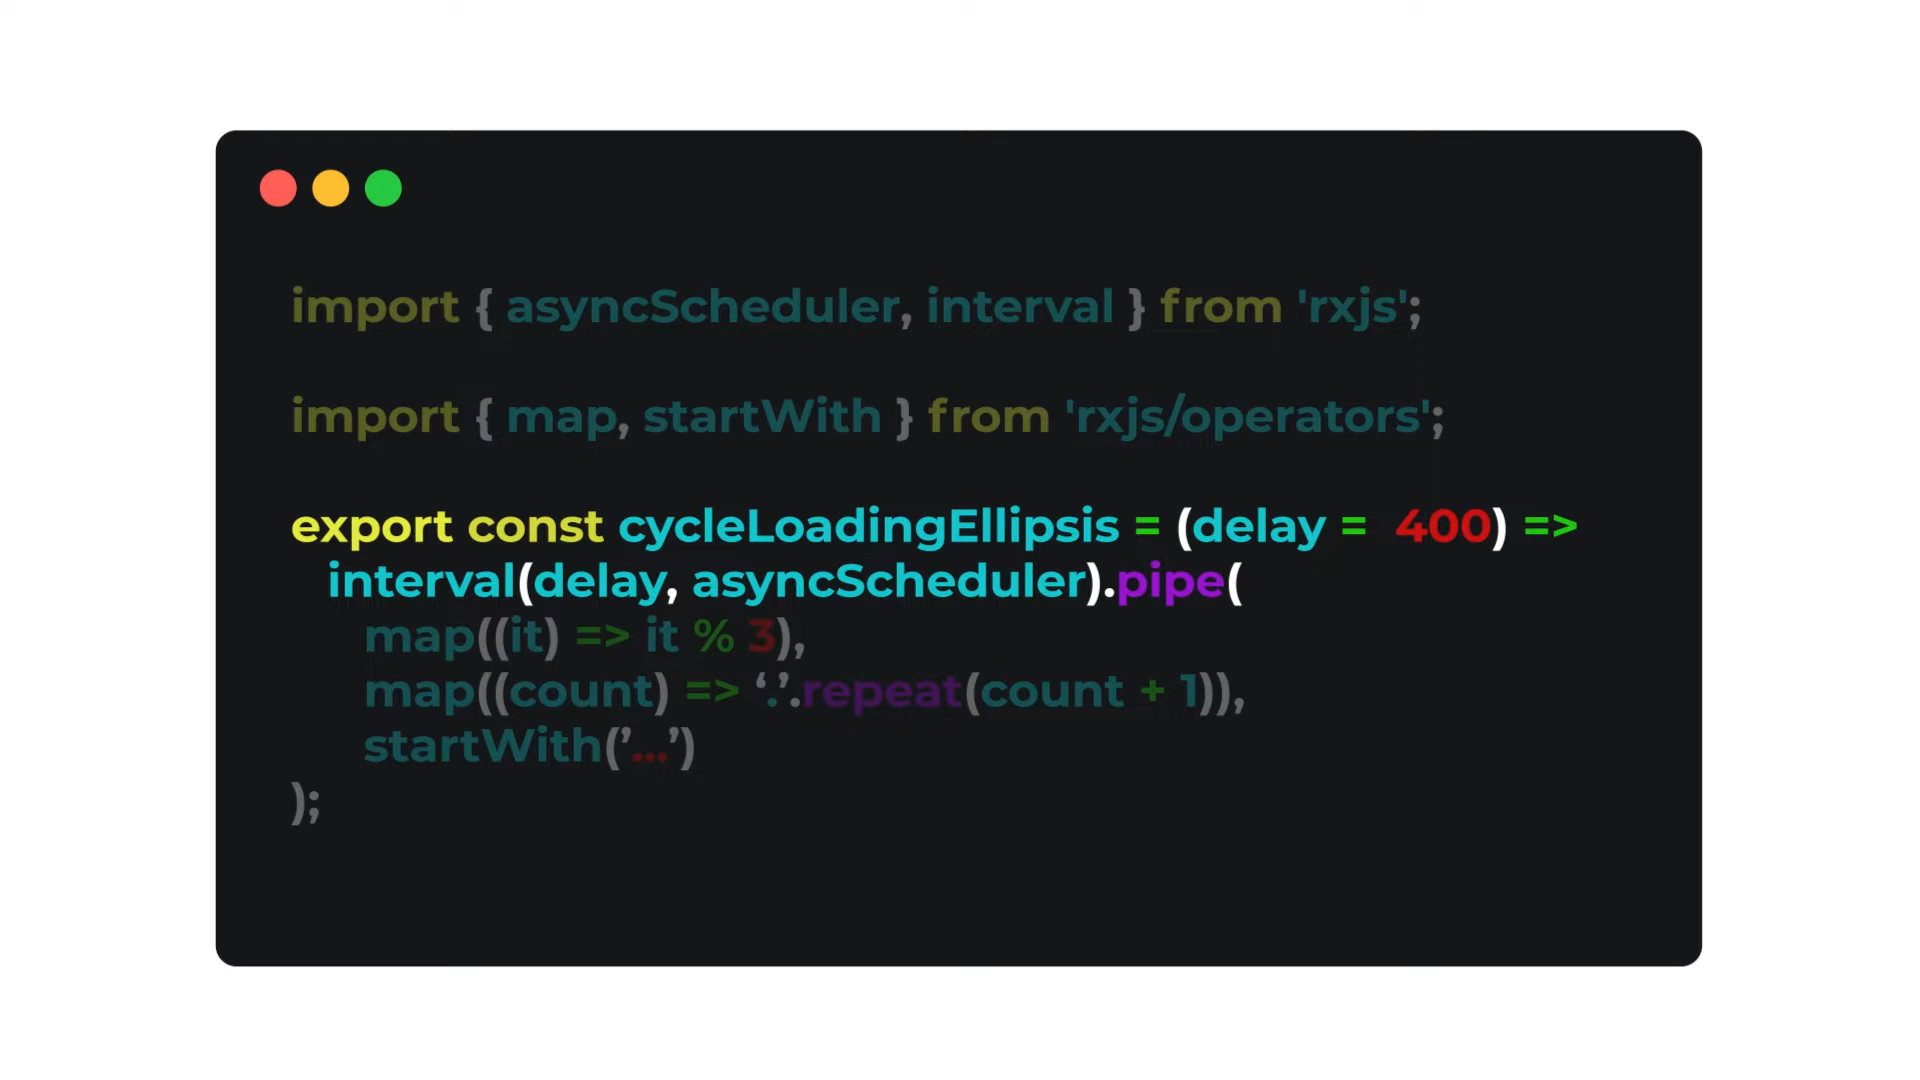 import { asyncScheduler, interval } from 'rxjs';
import { map, startWith } from 'rxjs/operators';
export const cycleLoadingEllipsis = (delay = 400) =>
interval(delay, asyncScheduler).pipe(
map((it) => it % 3),
map((count) => ‘.’.repeat(count + 1)),
startWith(’...’)
);